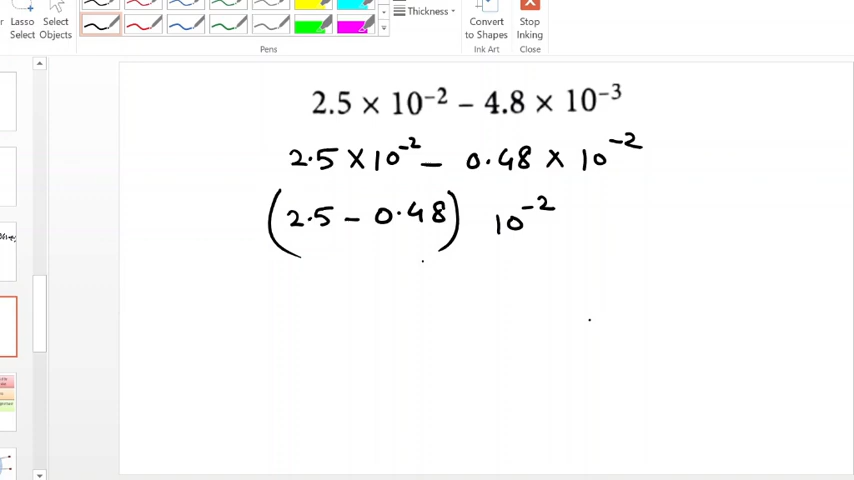 Lasso Select
Select Objects
Thickness
Convert to Shapes
Stop Inking
Pens
Ink Art
Close
2.5 × 10⁻² − 4.8 × 10⁻³
2.5 × 10⁻² − 0.48 × 10⁻²
(2.5 − 0.48) 10⁻²